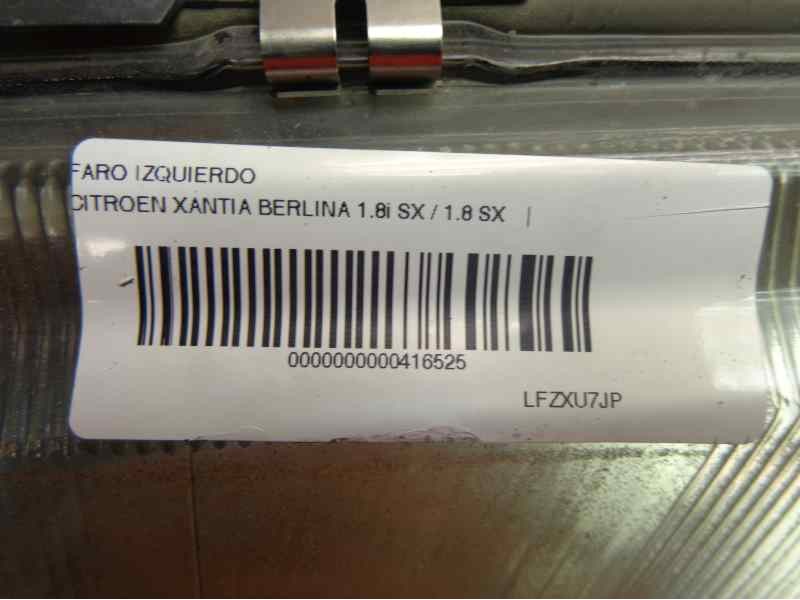 FARO IZQUIERDO
CITROEN XANTIA BERLINA 1.8i SX / 1.8 SX |
0000000000416525
LFZXU7JP